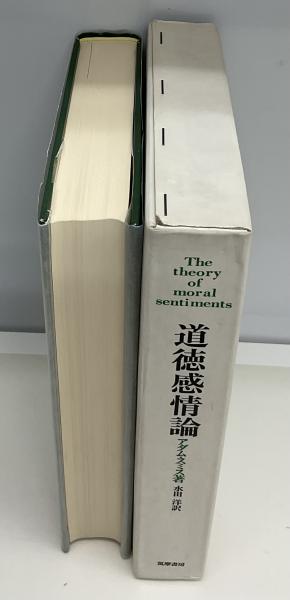 The
theory
of
moral
sentiments
道徳感情論
アダム・スミス著
水田 洋訳
筑摩書房